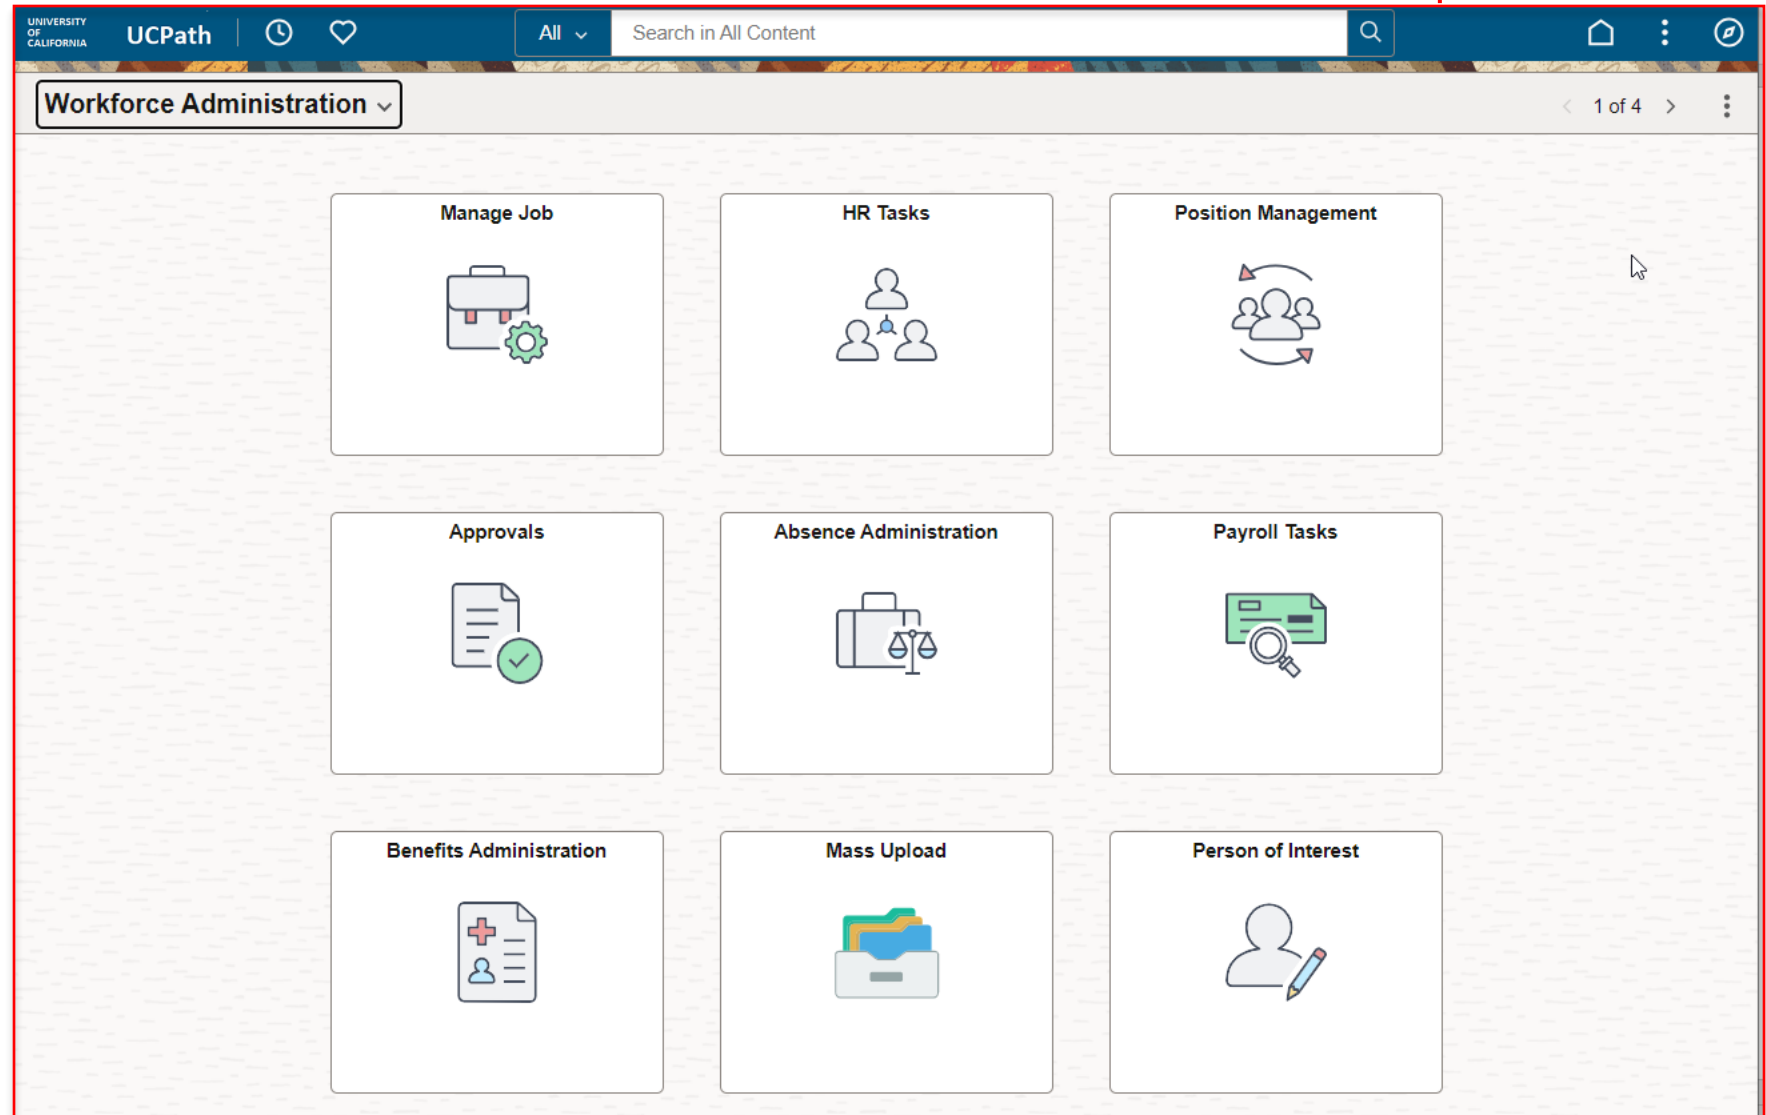 UNIVERSITY
OF
CALIFORNIA
UCPath
All
Search in All Content
Workforce Administration
1 of 4
Manage Job
HR Tasks
Position Management
Approvals
Absence Administration
Payroll Tasks
Benefits Administration
Mass Upload
Person of Interest